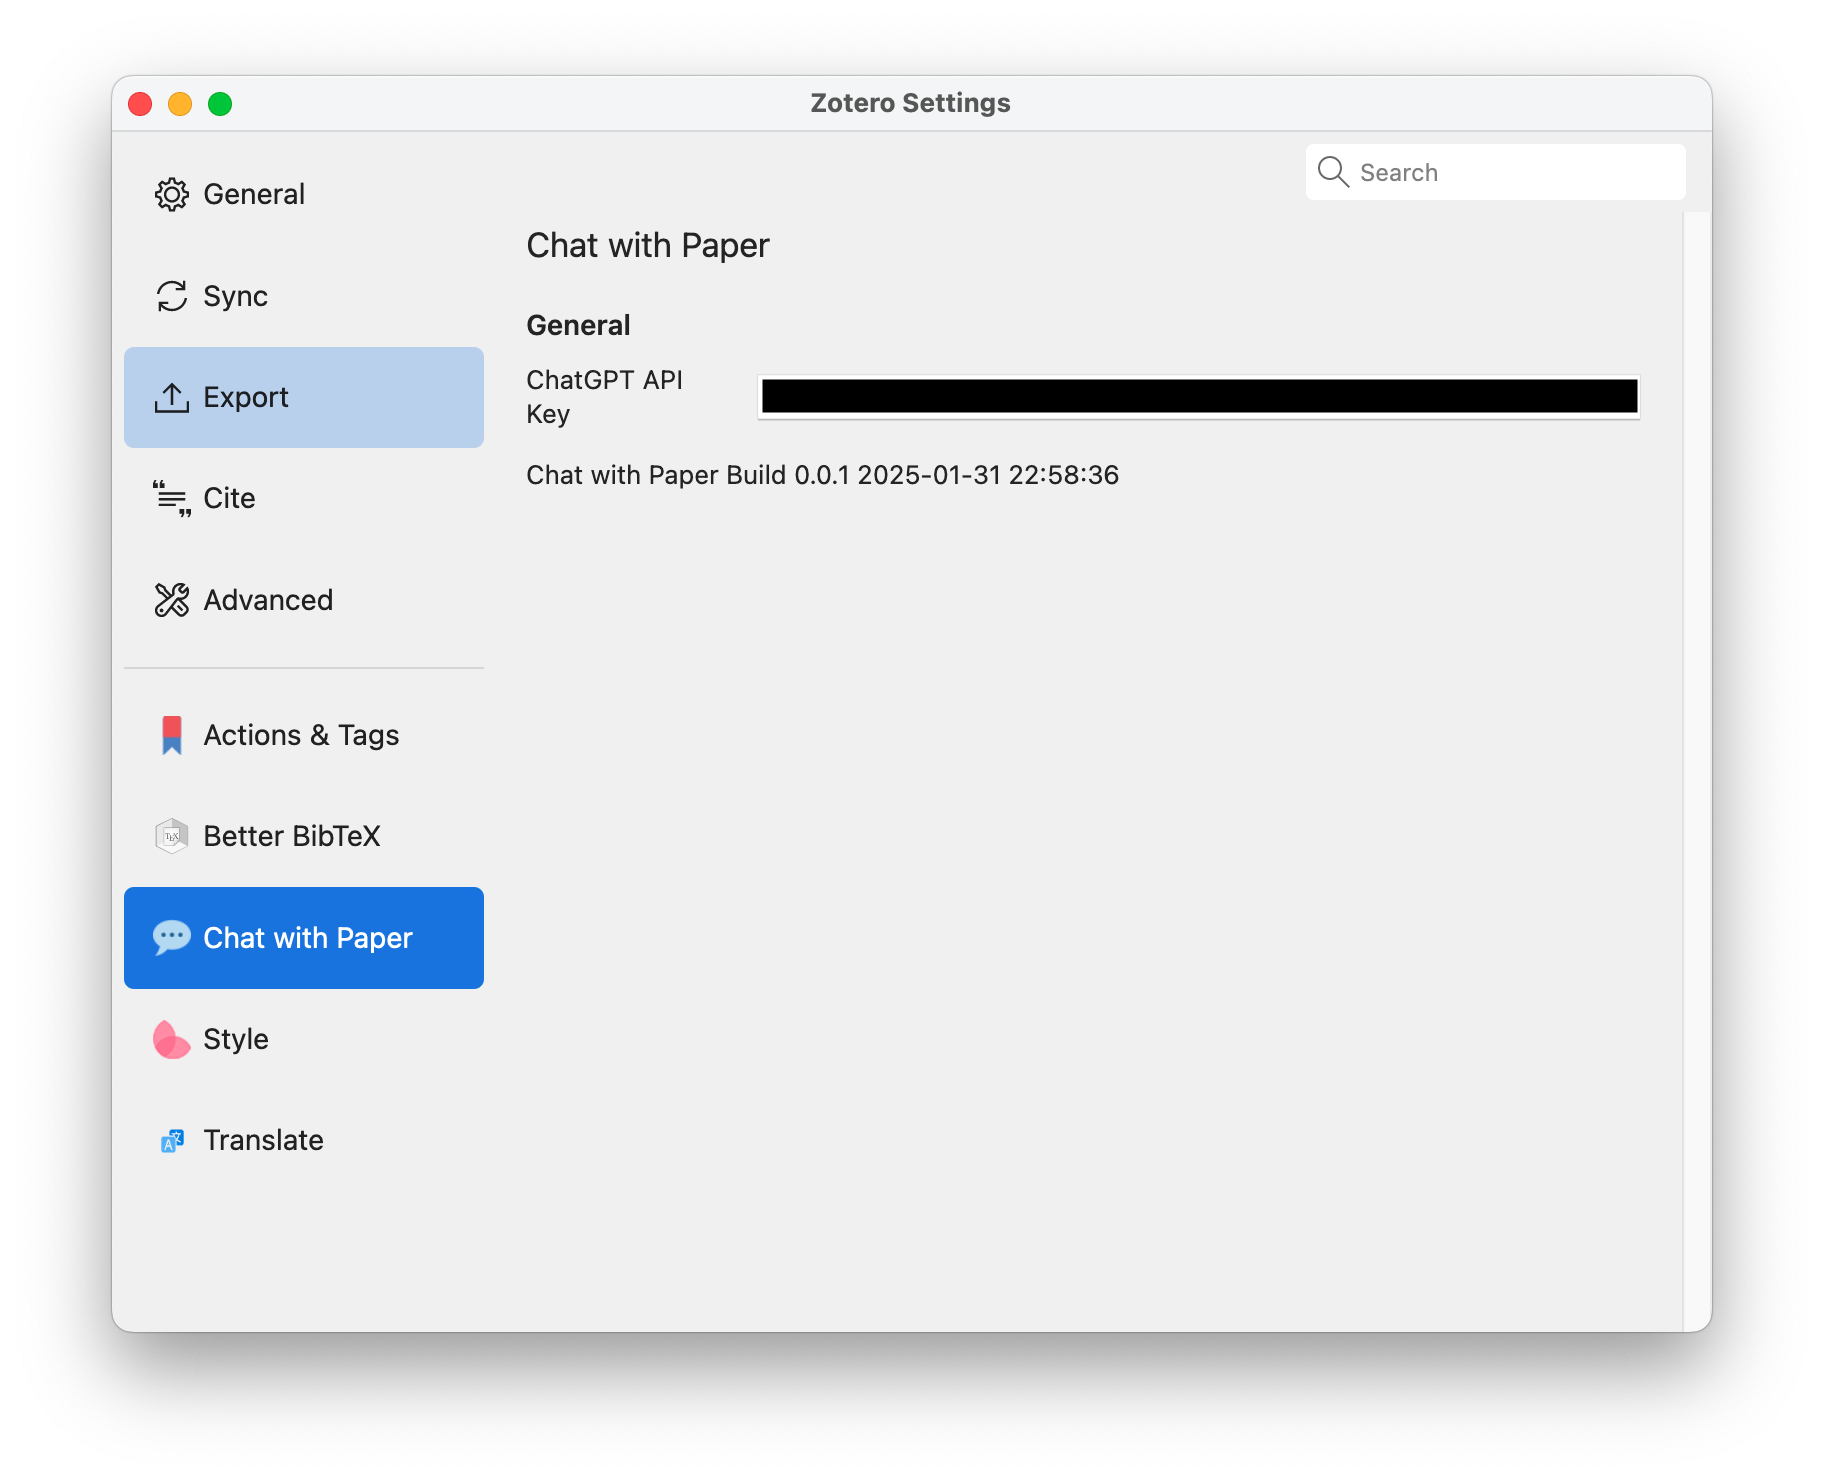 Zotero Settings
General
Sync
Export
Cite
Advanced
Actions & Tags
Better BibTeX
Chat with Paper
Style
Translate
Search
Chat with Paper
General
ChatGPT API
Key
Chat with Paper Build 0.0.1 2025-01-31 22:58:36